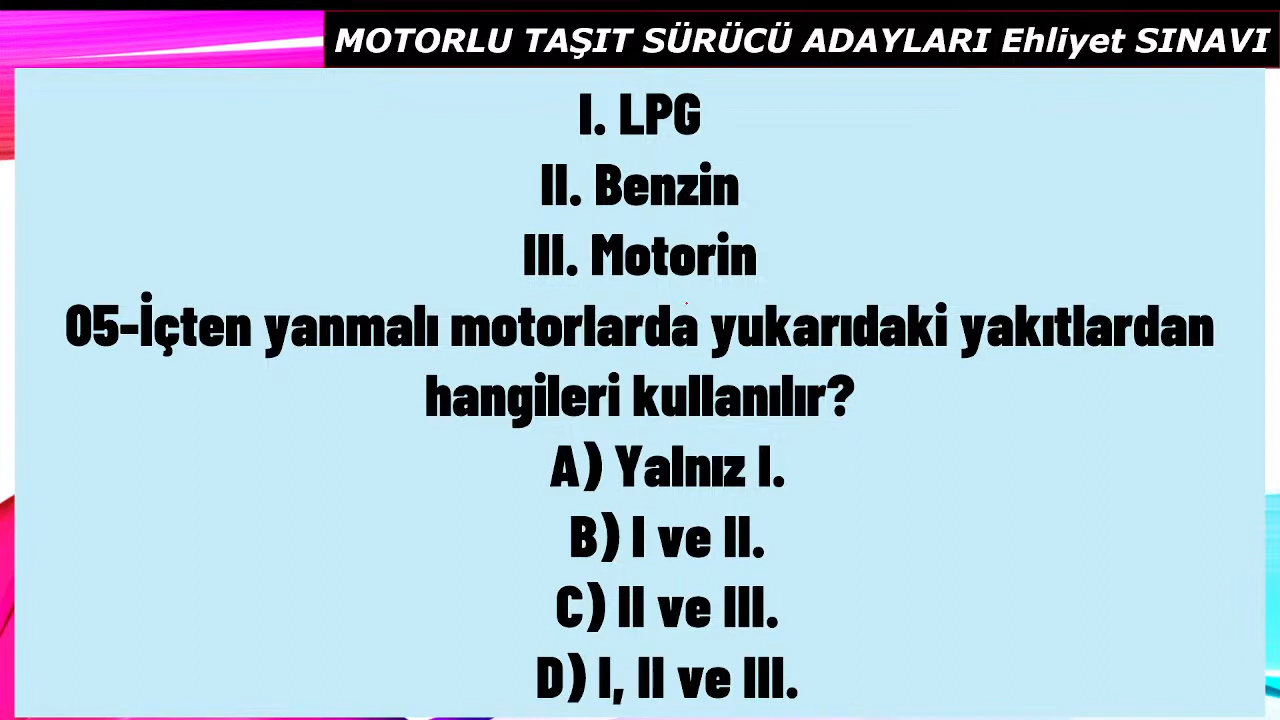 MOTORLU TAŞIT SÜRÜCÜ ADAYLARI Ehliyet SINAVI
I. LPG
II. Benzin
III. Motorin
05-İçten yanmalı motorlarda yukarıdaki yakıtlardan
hangileri kullanılır?
A) Yalnız I.
B) I ve II.
C) II ve III.
D) I, II ve III.